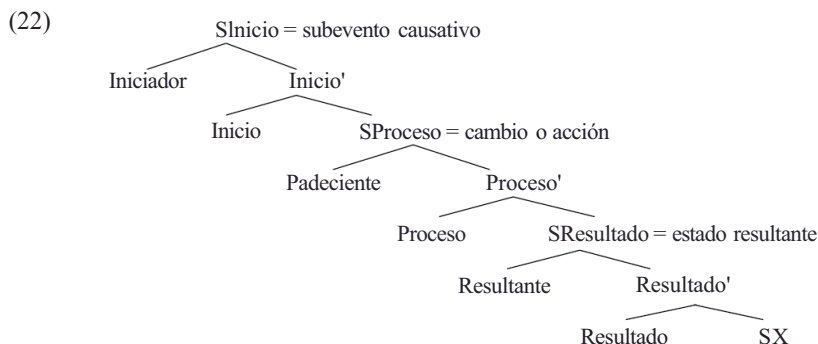 (22)
SInicio = subevento causativo
Iniciador Inicio'
Inicio SProceso = cambio o acción
Padeciente Proceso'
Proceso SResultado = estado resultante
Resultante Resultado'
Resultado SX